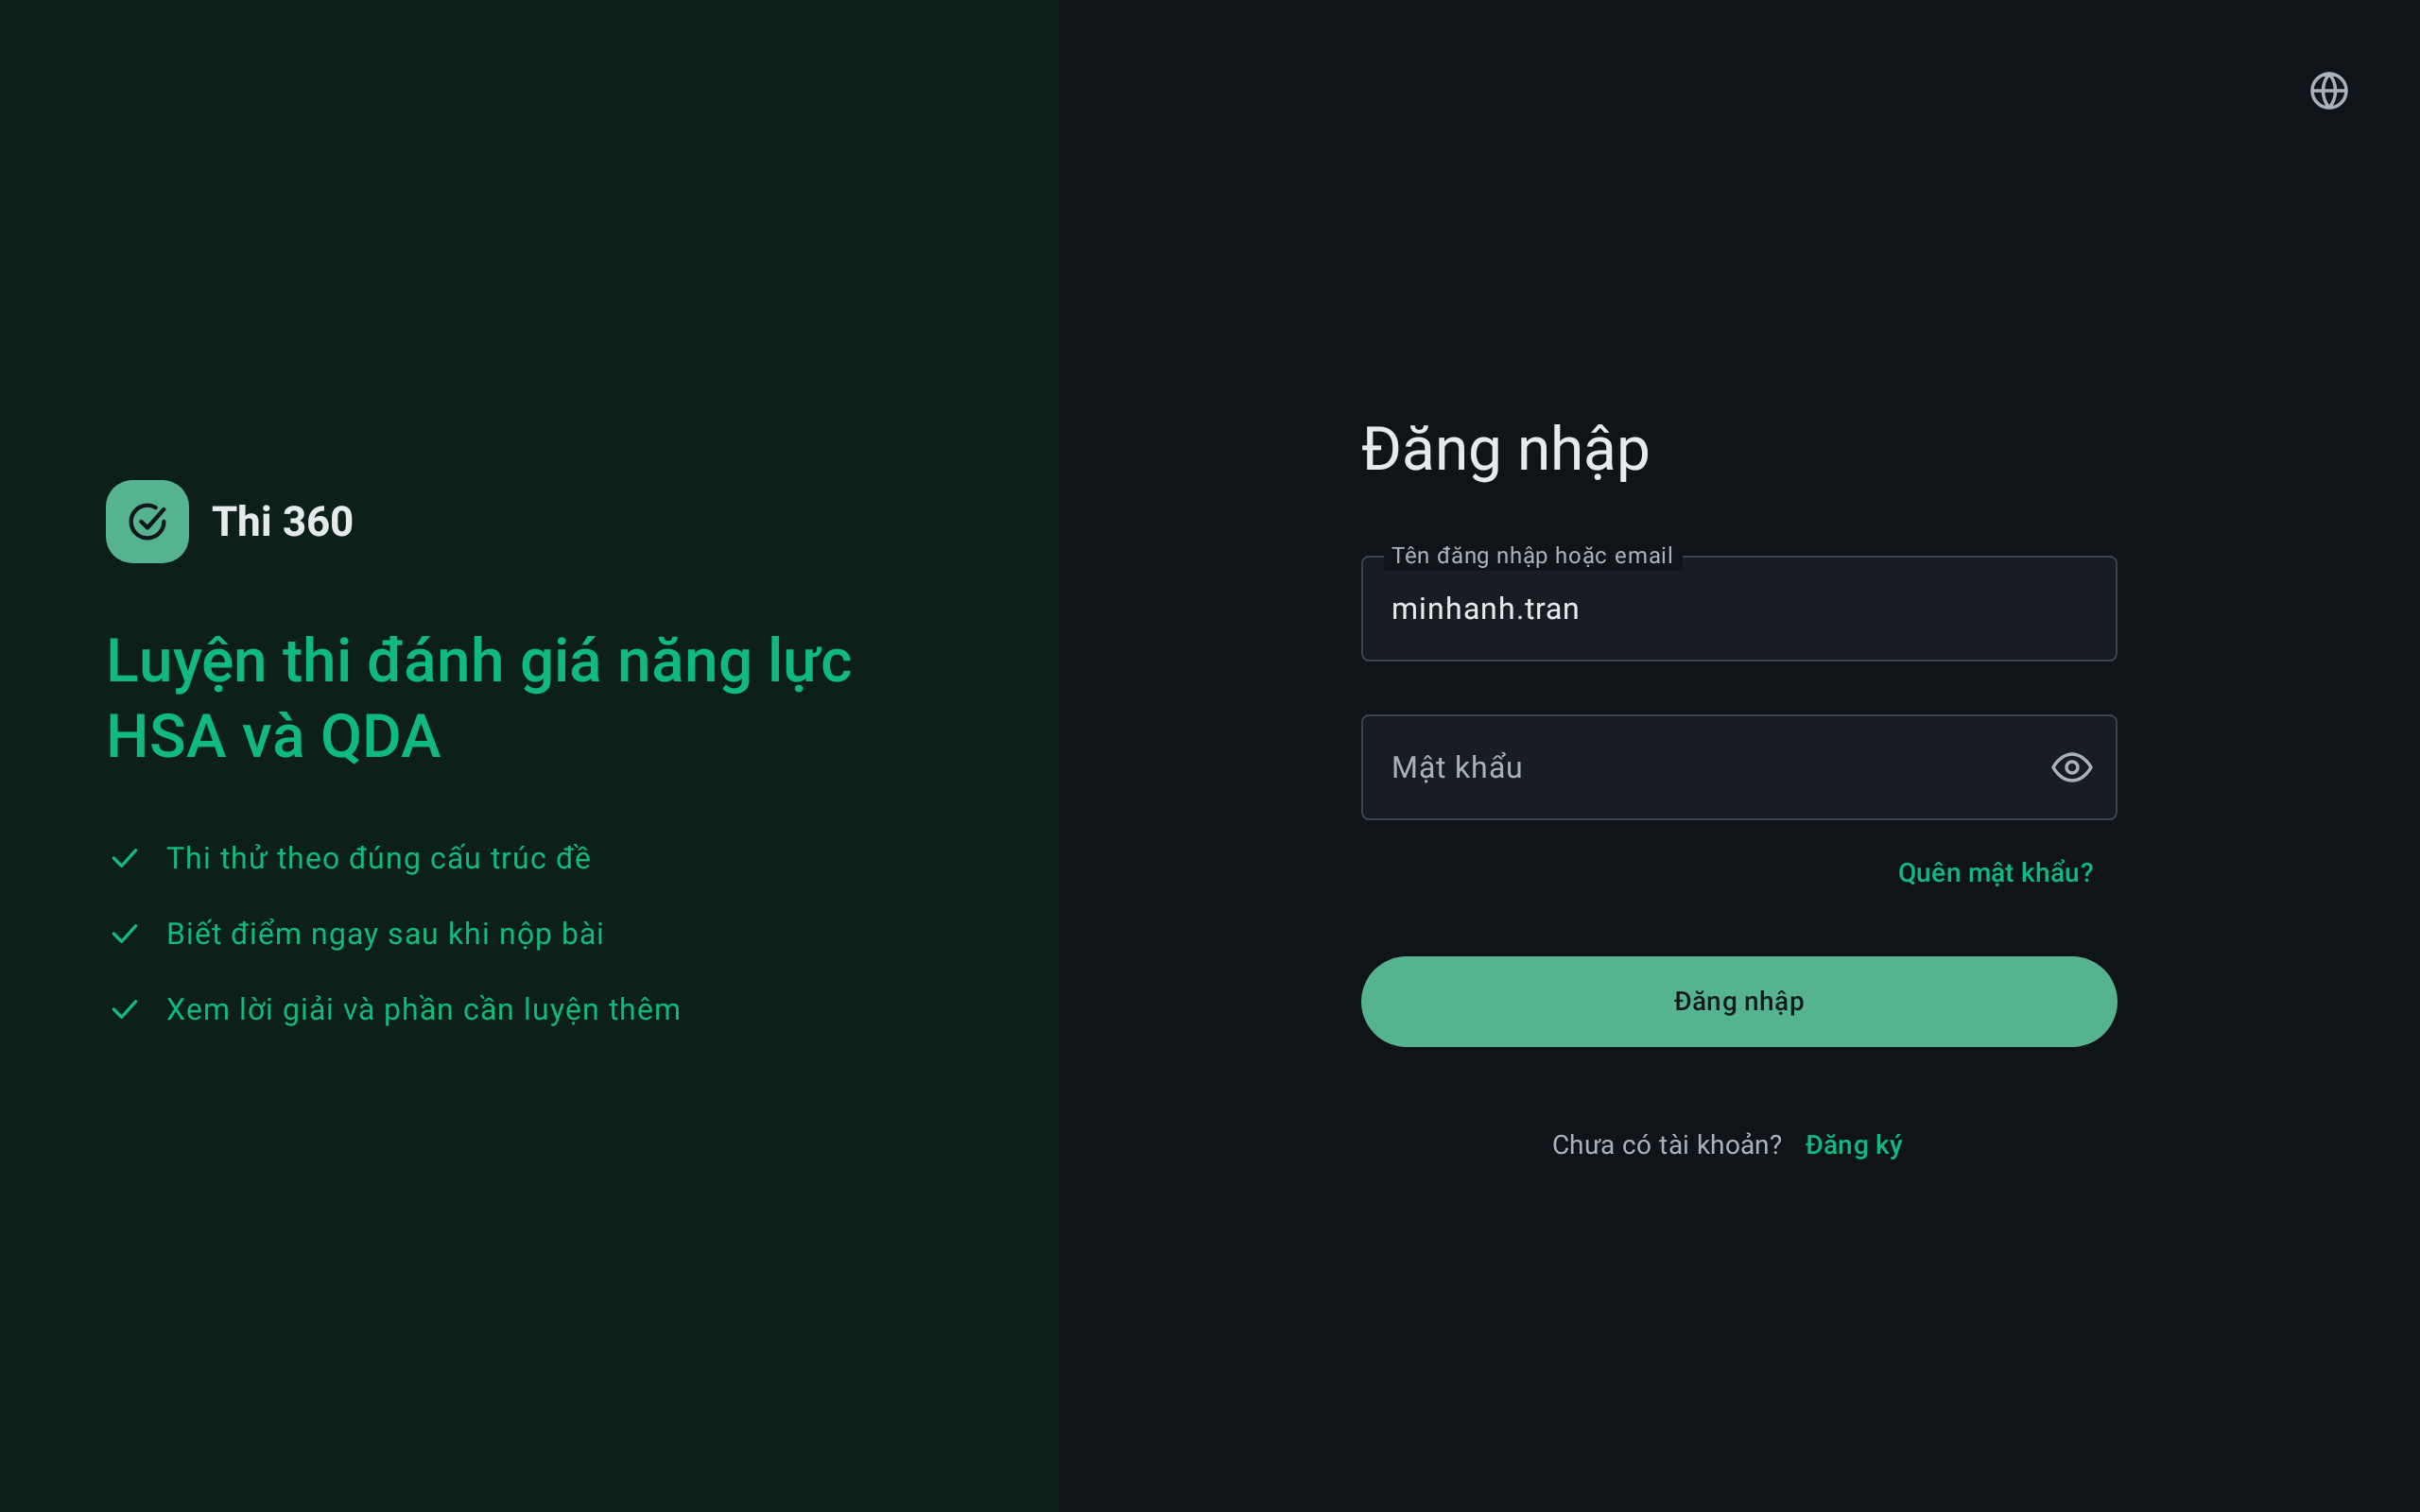 Thi 360
Luyện thi đánh giá năng lực
HSA và QDA
Thi thử theo đúng cấu trúc đề
Biết điểm ngay sau khi nộp bài
Xem lời giải và phần cần luyện thêm
Đăng nhập
Tên đăng nhập hoặc email
minhanh.tran
Mật khẩu
Quên mật khẩu?
Đăng nhập
Chưa có tài khoản? Đăng ký